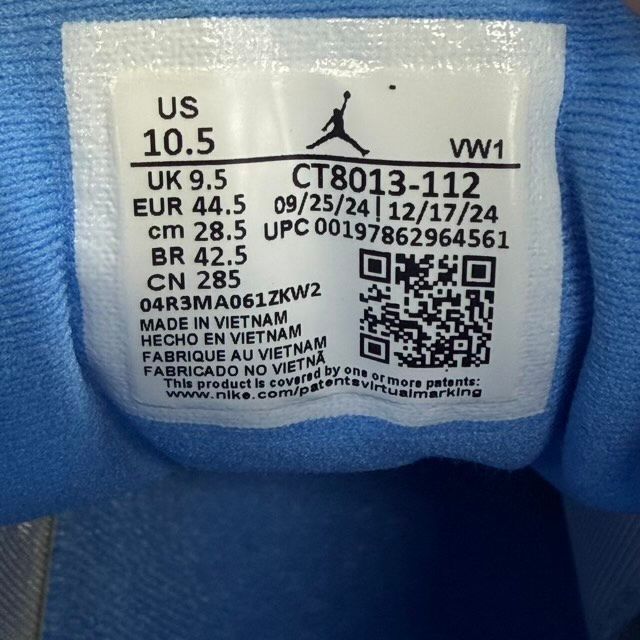 US
10.5
VW1
UK 9.5
CT8013-112
EUR 44.5
09/25/24 | 12/17/24
cm 28.5
UPC 00197862964561
BR 42.5
CN 285
04R3MA061ZKW2
MADE IN VIETNAM
HECHO EN VIETNAM
FABRIQUE AU VIETNAM
FABRICADO NO VIETNÃ
This product is covered by one or more patents:
www.nike.com/patentsvirtualmarking